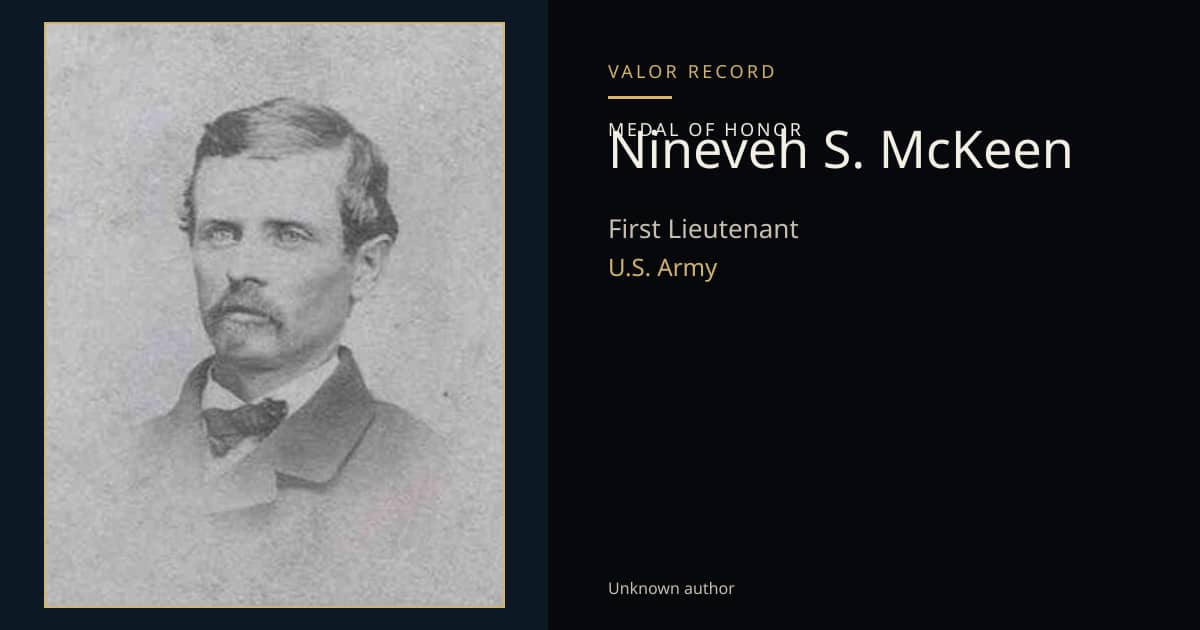 VALOR RECORD
MEDAL OF HONOR
Nineveh S. McKeen
First Lieutenant
U.S. Army
Unknown author